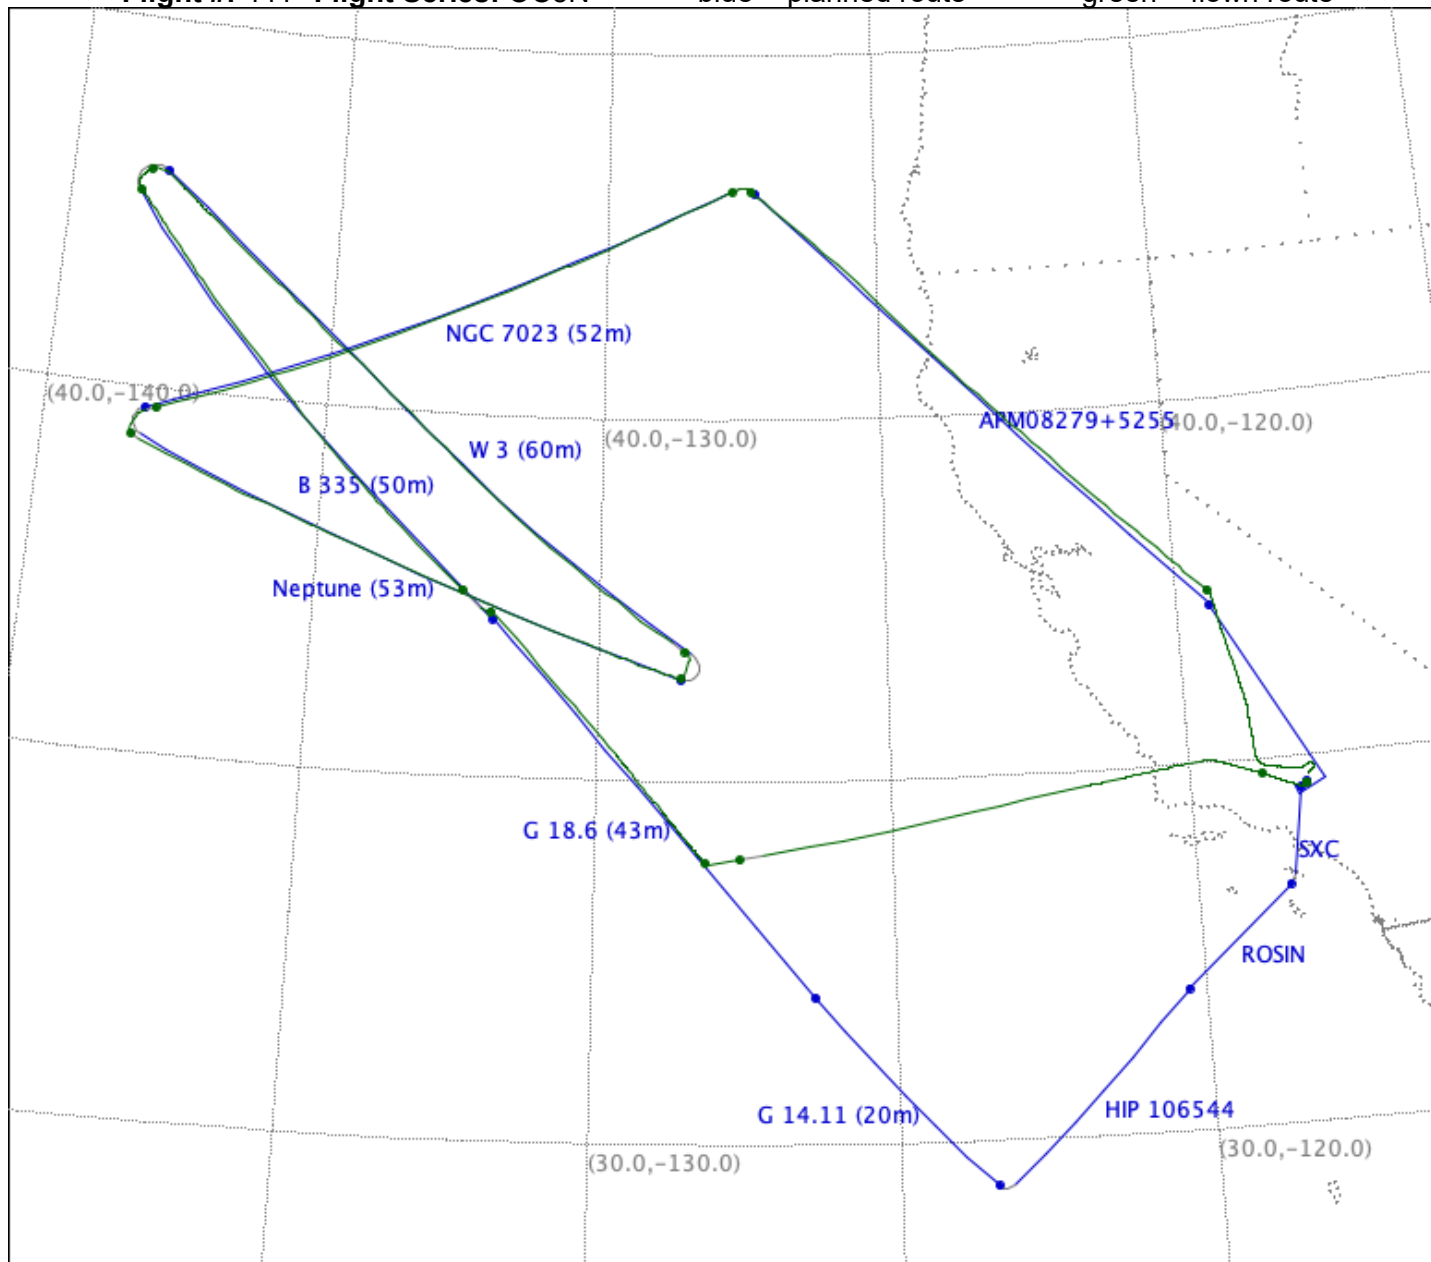 NGC 7023 (52m)
(40.0,-140.0)
APM08279+5255
(40.0,-120.0)
(40.0,-130.0)
W 3 (60m)
B 335 (50m)
Neptune (53m)
G 18.6 (43m)
SXC
ROSIN
G 14.11 (20m)
HIP 106544
(30.0,-130.0)
(30.0,-120.0)